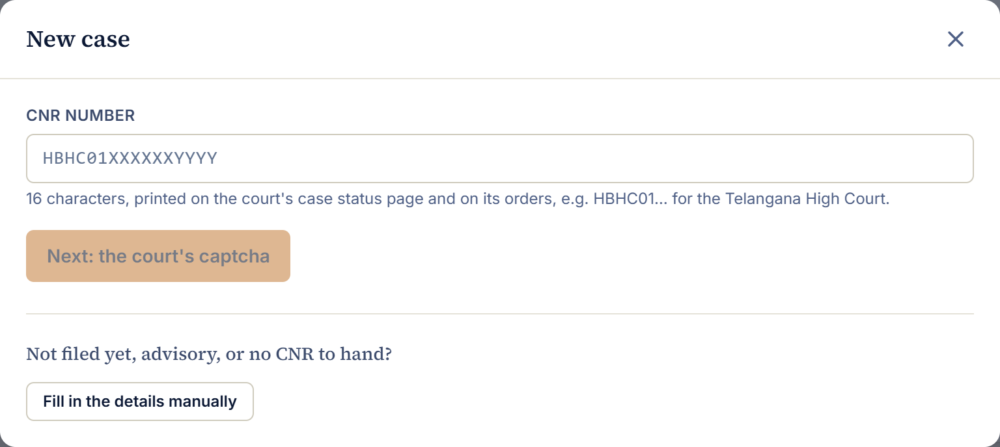 New case
CNR NUMBER
HBHC01XXXXXXYYYY
16 characters, printed on the court's case status page and on its orders, e.g. HBHC01... for the Telangana High Court.
Next: the court's captcha
Not filed yet, advisory, or no CNR to hand?
Fill in the details manually